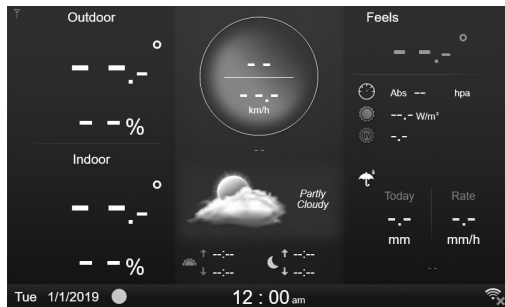 Outdoor
-- --.-°
-- -- %
Indoor
-- --.-°
-- -- %
-- --
-- --.-
km/h
--
Partly
Cloudy
↑ --:--
↓ --:--
↑ --:--
↓ --:--
Feels
-- --.-°
Abs -- hpa
--.- W/m²
UV -.-
Today Rate
-.- -.-
mm mm/h
--
Tue 1/1/2019 12 : 00 am